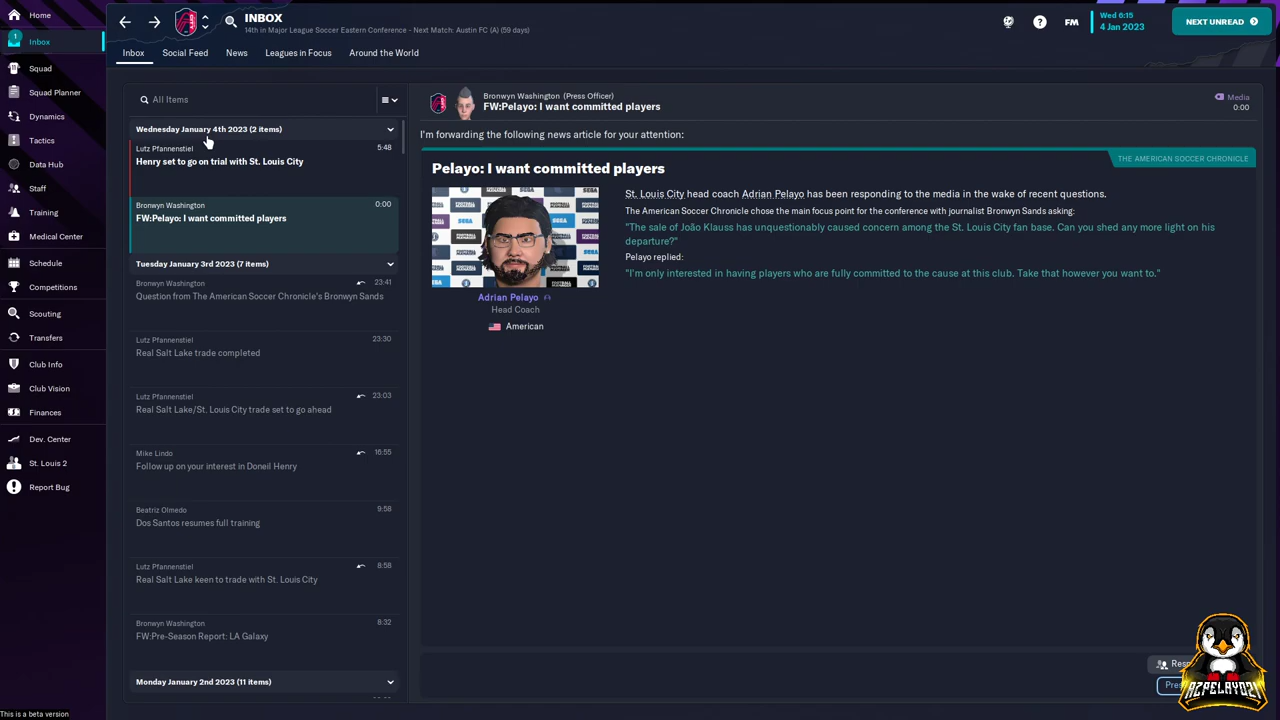 Home
1
Inbox
Squad
Squad Planner
Dynamics
Tactics
Data Hub
Staff
Training
Medical Center
Schedule
Competitions
Scouting
Transfers
Club Info
Club Vision
Finances
Dev. Center
St. Louis 2
Report Bug
This is a beta version
INBOX
14th in Major League Soccer Eastern Conference - Next Match: Austin FC (A) (59 days)
FM
Wed 6:15
4 Jan 2023
NEXT UNREAD
Inbox
Social Feed
News
Leagues in Focus
Around the World
All Items
Wednesday January 4th 2023 (2 items)
Lutz Pfannenstiel 5:48
Henry set to go on trial with St. Louis City
Bronwyn Washington 0:00
FW:Pelayo: I want committed players
Tuesday January 3rd 2023 (7 items)
Bronwyn Washington 23:41
Question from The American Soccer Chronicle's Bronwyn Sands
Lutz Pfannenstiel 23:30
Real Salt Lake trade completed
Lutz Pfannenstiel 23:03
Real Salt Lake/St. Louis City trade set to go ahead
Mike Lindo 16:55
Follow up on your interest in Doneil Henry
Beatriz Olmedo 9:58
Dos Santos resumes full training
Lutz Pfannenstiel 8:58
Real Salt Lake keen to trade with St. Louis City
Bronwyn Washington 8:32
FW:Pre-Season Report: LA Galaxy
Monday January 2nd 2023 (11 items)
Bronwyn Washington (Press Officer)
FW:Pelayo: I want committed players
Media
0:00
I'm forwarding the following news article for your attention:
THE AMERICAN SOCCER CHRONICLE
Pelayo: I want committed players
Adrian Pelayo
Head Coach
American
St. Louis City head coach Adrian Pelayo has been responding to the media in the wake of recent questions.
The American Soccer Chronicle chose the main focus point for the conference with journalist Bronwyn Sands asking:
"The sale of João Klauss has unquestionably caused concern among the St. Louis City fan base. Can you shed any more light on his
departure?"
Pelayo replied:
"I'm only interested in having players who are fully committed to the cause at this club. Take that however you want to."
AZPELAYO21